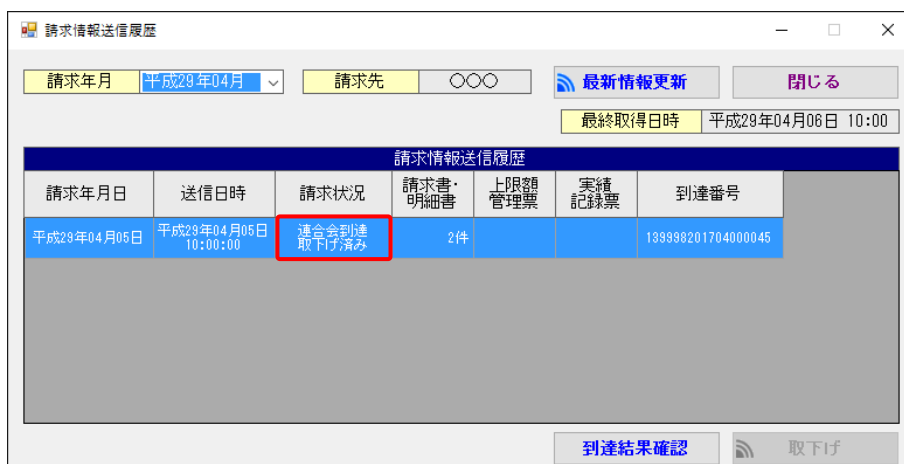 請求情報送信履歴
請求年月 平成29年04月 請求先 ○○○ 最新情報更新 閉じる
最終取得日時 平成29年04月06日 10:00
請求情報送信履歴
請求年月日 送信日時 請求状況 請求書・明細書 上限額管理票 実績記録票 到達番号
平成29年04月05日 平成29年04月05日 10:00:00 連合会到達 取下げ済み 2件 139998201704000045
到達結果確認 取下げ